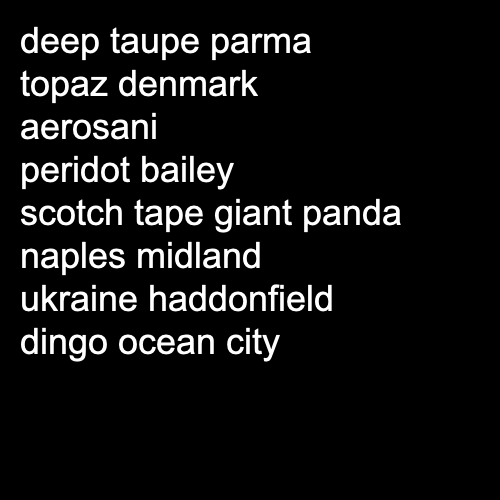 deep taupe parma
topaz denmark
aerosani
peridot bailey
scotch tape giant panda
naples midland
ukraine haddonfield
dingo ocean city